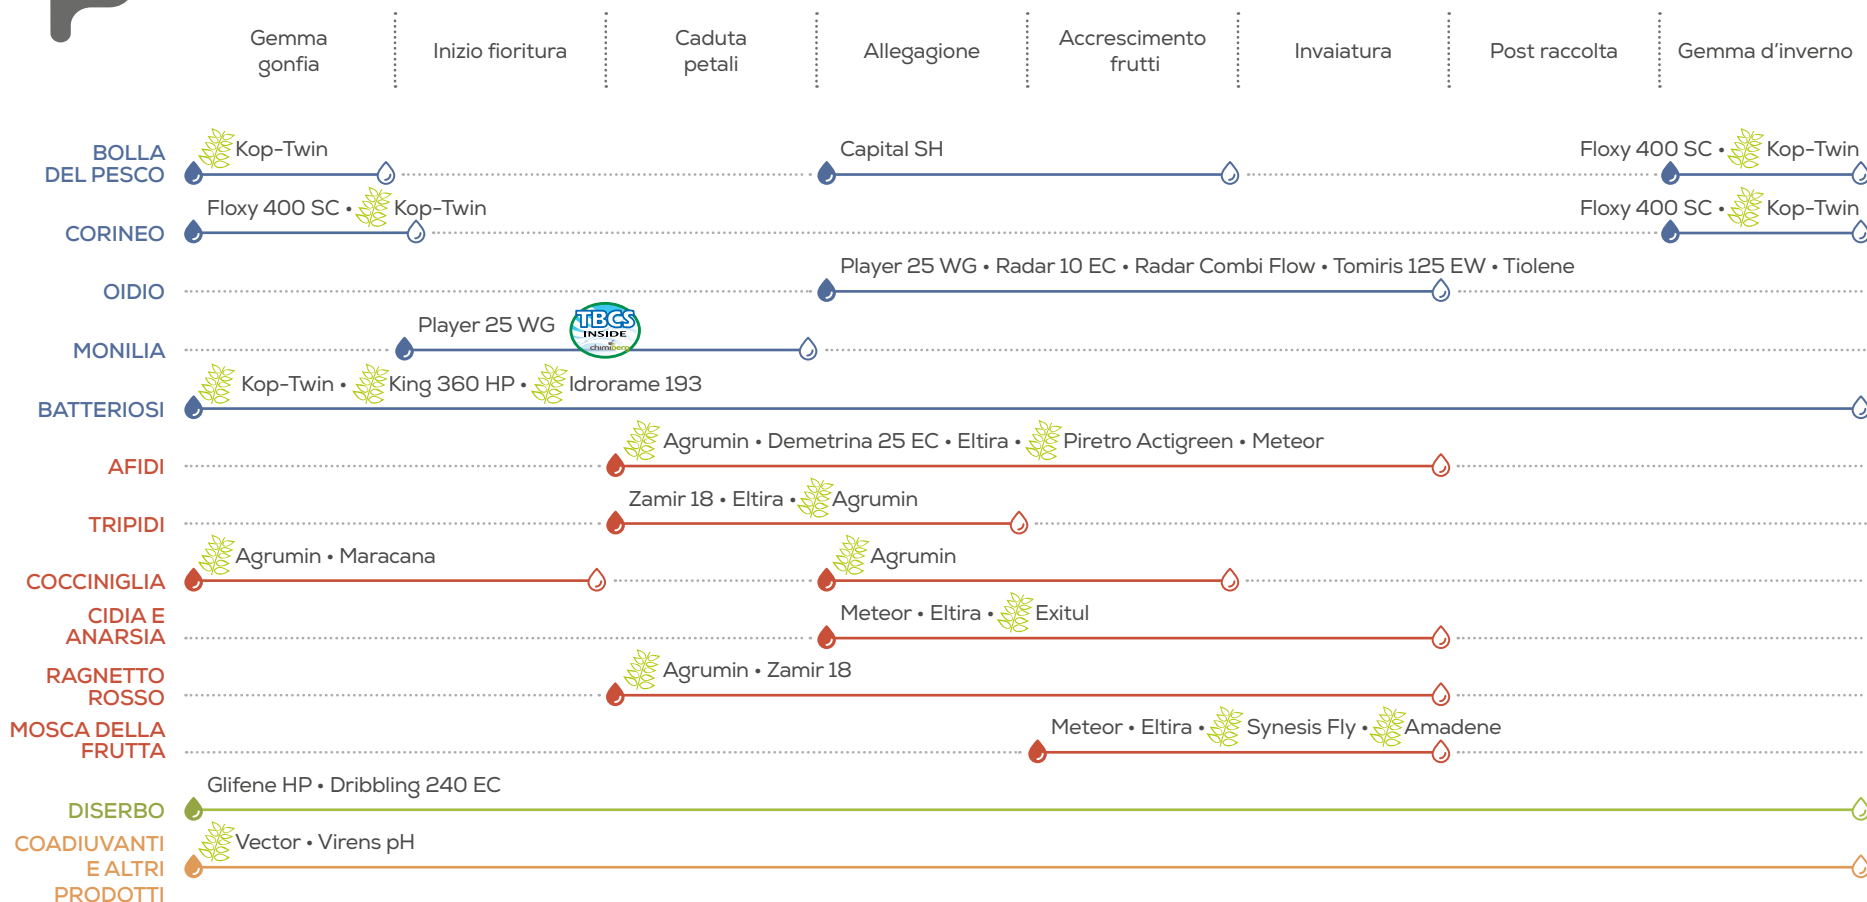 Gemma
gonfia
Inizio fioritura
Caduta
petali
Allegagione
Accrescimento
frutti
Invaiatura
Post raccolta
Gemma d'inverno
BOLLA
DEL PESCO
Kop-Twin
Capital SH
Floxy 400 SC • Kop-Twin
CORINEO
Floxy 400 SC • Kop-Twin
Floxy 400 SC • Kop-Twin
OIDIO
Player 25 WG • Radar 10 EC • Radar Combi Flow • Tomiris 125 EW • Tiolene
MONILIA
Player 25 WG
TBCS
INSIDE
chimiberg
BATTERIOSI
Kop-Twin • King 360 HP • Idrorame 193
AFIDI
Agrumin • Demetrina 25 EC • Eltira • Piretro Actigreen • Meteor
TRIPIDI
Zamir 18 • Eltira • Agrumin
COCCINIGLIA
Agrumin • Maracana
Agrumin
CIDIA E
ANARSIA
Meteor • Eltira • Exitul
RAGNETTO
ROSSO
Agrumin • Zamir 18
MOSCA DELLA
FRUTTA
Meteor • Eltira • Synesis Fly • Amadene
DISERBO
Glifene HP • Dribbling 240 EC
COADIUVANTI
E ALTRI
PRODOTTI
Vector • Virens pH